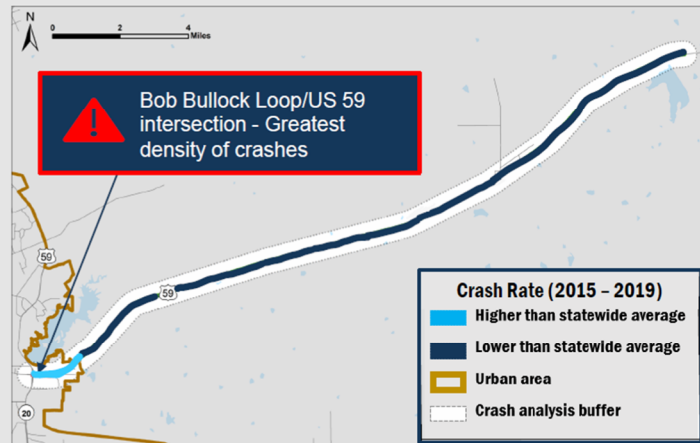 N
0 2 4
Miles
Bob Bullock Loop/US 59
intersection - Greatest
density of crashes
59
59
20
Crash Rate (2015 – 2019)
Higher than statewide average
Lower than statewide average
Urban area
Crash analysis buffer